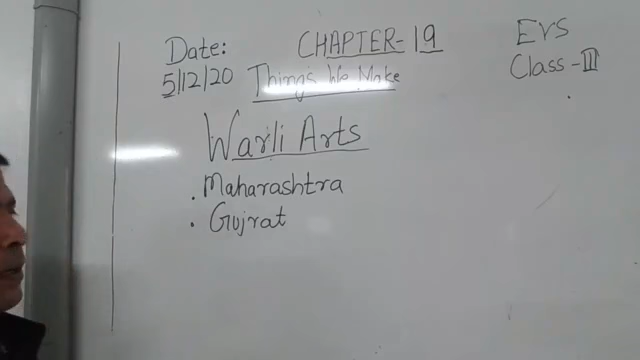 Date:
5/12/20
CHAPTER-19
Things We Make
EVS
Class-III
Warli Arts
. Maharashtra
. Gujrat